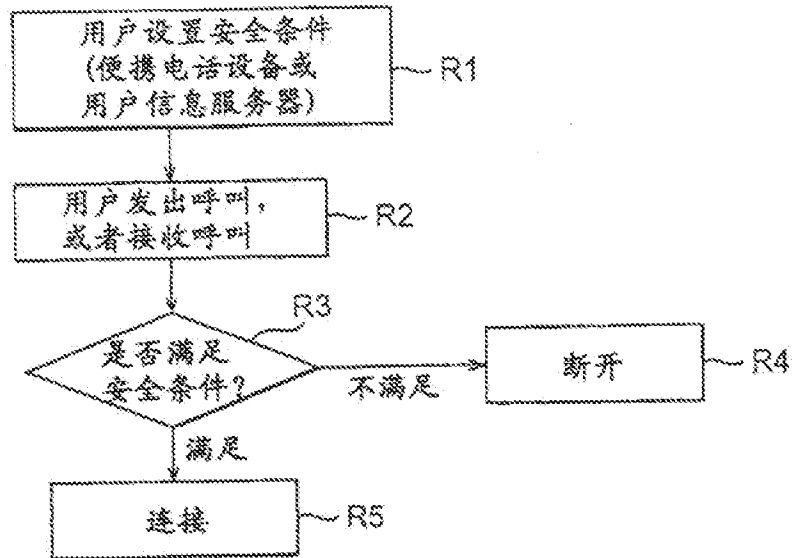 用户设置安全条件
(便携电话设备或
用户信息服务器)
R1
用户发出呼叫，
或者接收呼叫
R2
R3
是否满足
安全条件?
不满足
断开
R4
满足
连接
R5